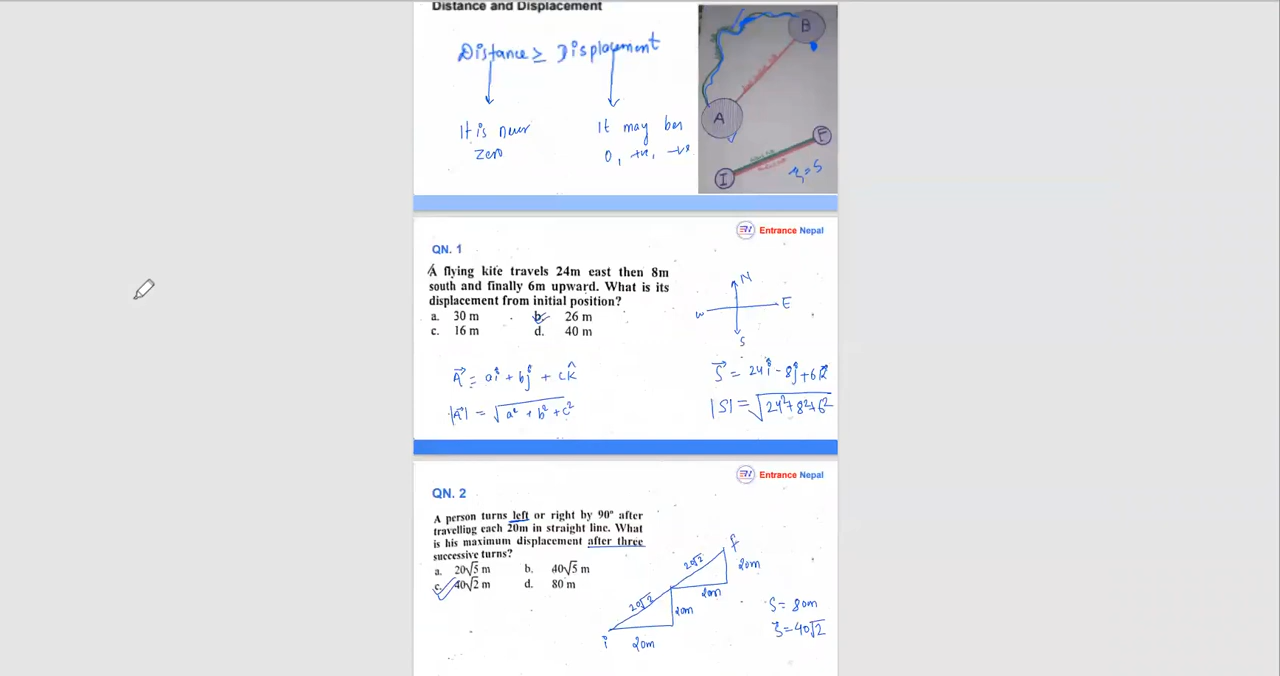 Distance and Displacement
Distance ≥ Displacement
It is never
zero
It may be
0, +ve, -ve
B
A
F
I
Entrance Nepal
QN. 1
A flying kite travels 24m east then 8m
south and finally 6m upward. What is its
displacement from initial position?
a. 30 m b. 26 m
c. 16 m d. 40 m
N
W E
S
A = ai + bj + ck
|A| = √a² + b² + c²
S = 24i - 8j + 6k
|S| = √24² + 8² + 6²
Entrance Nepal
QN. 2
A person turns left or right by 90° after
travelling each 20m in straight line. What
is his maximum displacement after three
successive turns?
a. 20√5 m b. 40√5 m
c. 40√2 m d. 80 m
f
20√2 20m
20m
20√2 20m
i 20m
S = 80m
S = 40√2